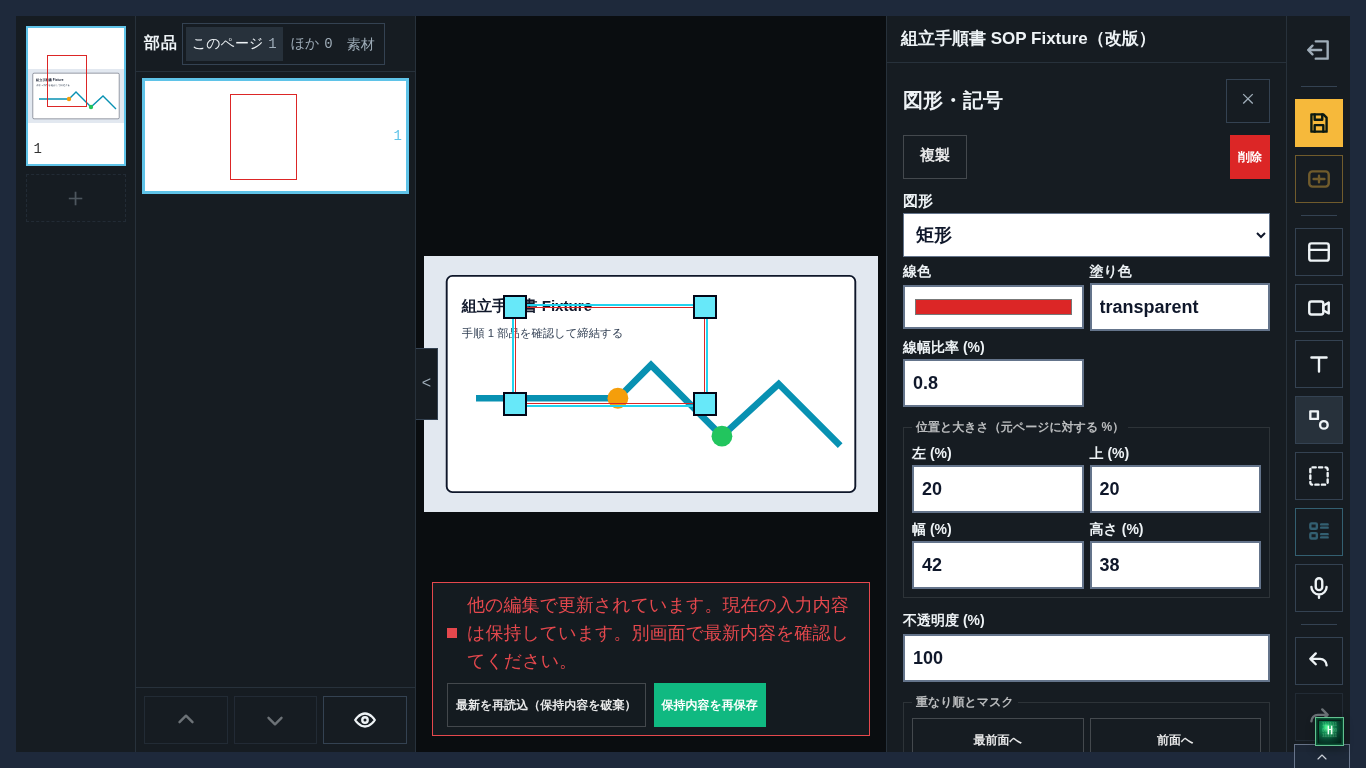 1
+
部品
このページ 1
ほか 0
素材
1
組立手順書 Fixture
手順 1 部品を確認して締結する
<
他の編集で更新されています。現在の入力内容
は保持しています。別画面で最新内容を確認し
てください。
最新を再読込（保持内容を破棄）
保持内容を再保存
組立手順書 SOP Fixture（改版）
図形・記号
複製
削除
図形
矩形
線色
塗り色
transparent
線幅比率 (%)
0.8
位置と大きさ（元ページに対する %）
左 (%)
上 (%)
20
20
幅 (%)
高さ (%)
42
38
不透明度 (%)
100
重なり順とマスク
最前面へ
前面へ